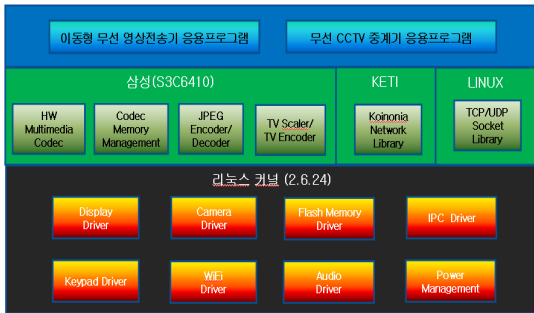 이동형 무선 영상전송기 응용프로그램
무선 CCTV 중계기 응용프로그램
삼성(S3C6410)
KETI
LINUX
HW
Multimedia
Codec
Codec
Memory
Management
JPEG
Encoder/
Decoder
TV Scaler/
TV Encoder
Koinonia
Network
Library
TCP/UDP
Socket
Library
리눅스 커널 (2.6.24)
Display
Driver
Camera
Driver
Flash Memory
Driver
IPC Driver
Keypad Driver
WiFi
Driver
Audio
Driver
Power
Management